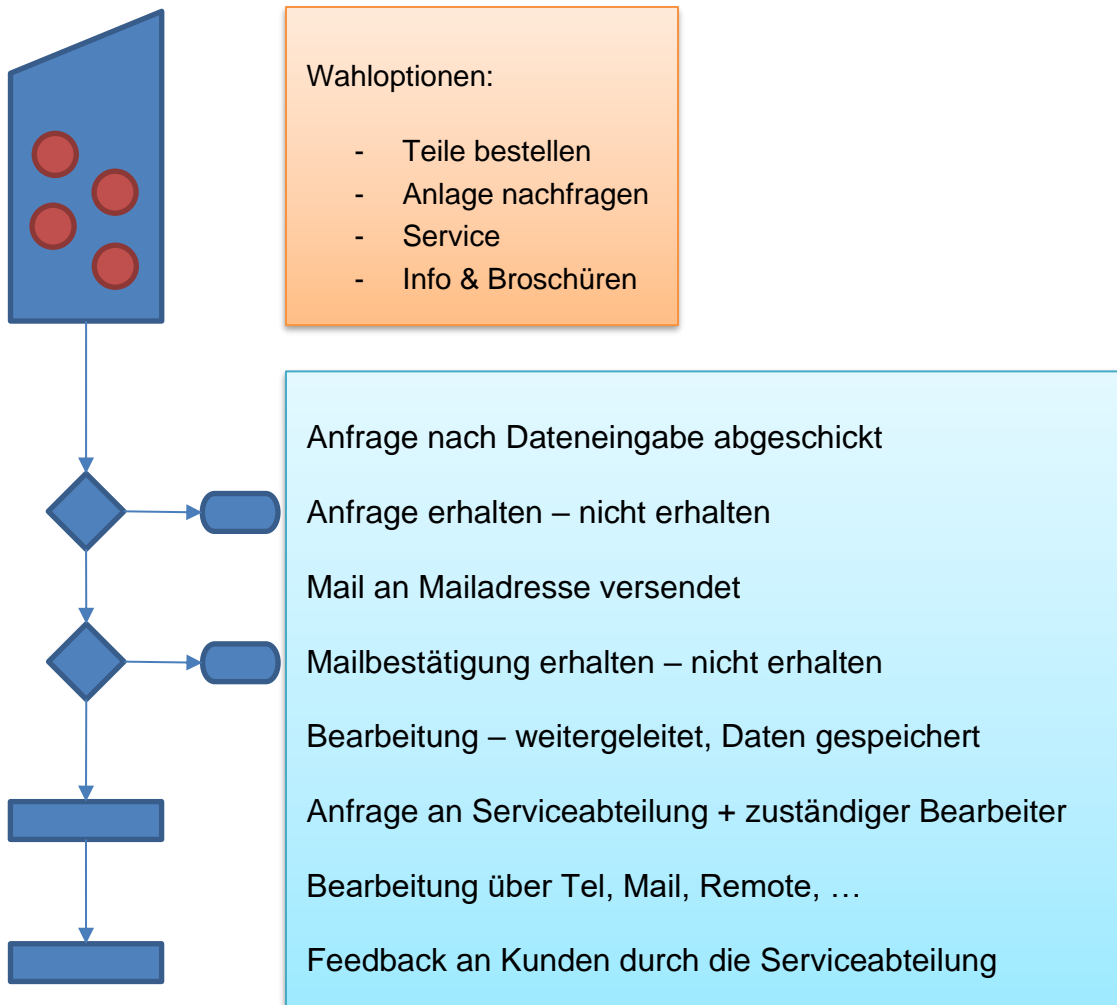 Wahloptionen:
- Teile bestellen
- Anlage nachfragen
- Service
- Info & Broschüren
Anfrage nach Dateneingabe abgeschickt
Anfrage erhalten – nicht erhalten
Mail an Mailadresse versendet
Mailbestätigung erhalten – nicht erhalten
Bearbeitung – weitergeleitet, Daten gespeichert
Anfrage an Serviceabteilung + zuständiger Bearbeiter
Bearbeitung über Tel, Mail, Remote, …
Feedback an Kunden durch die Serviceabteilung